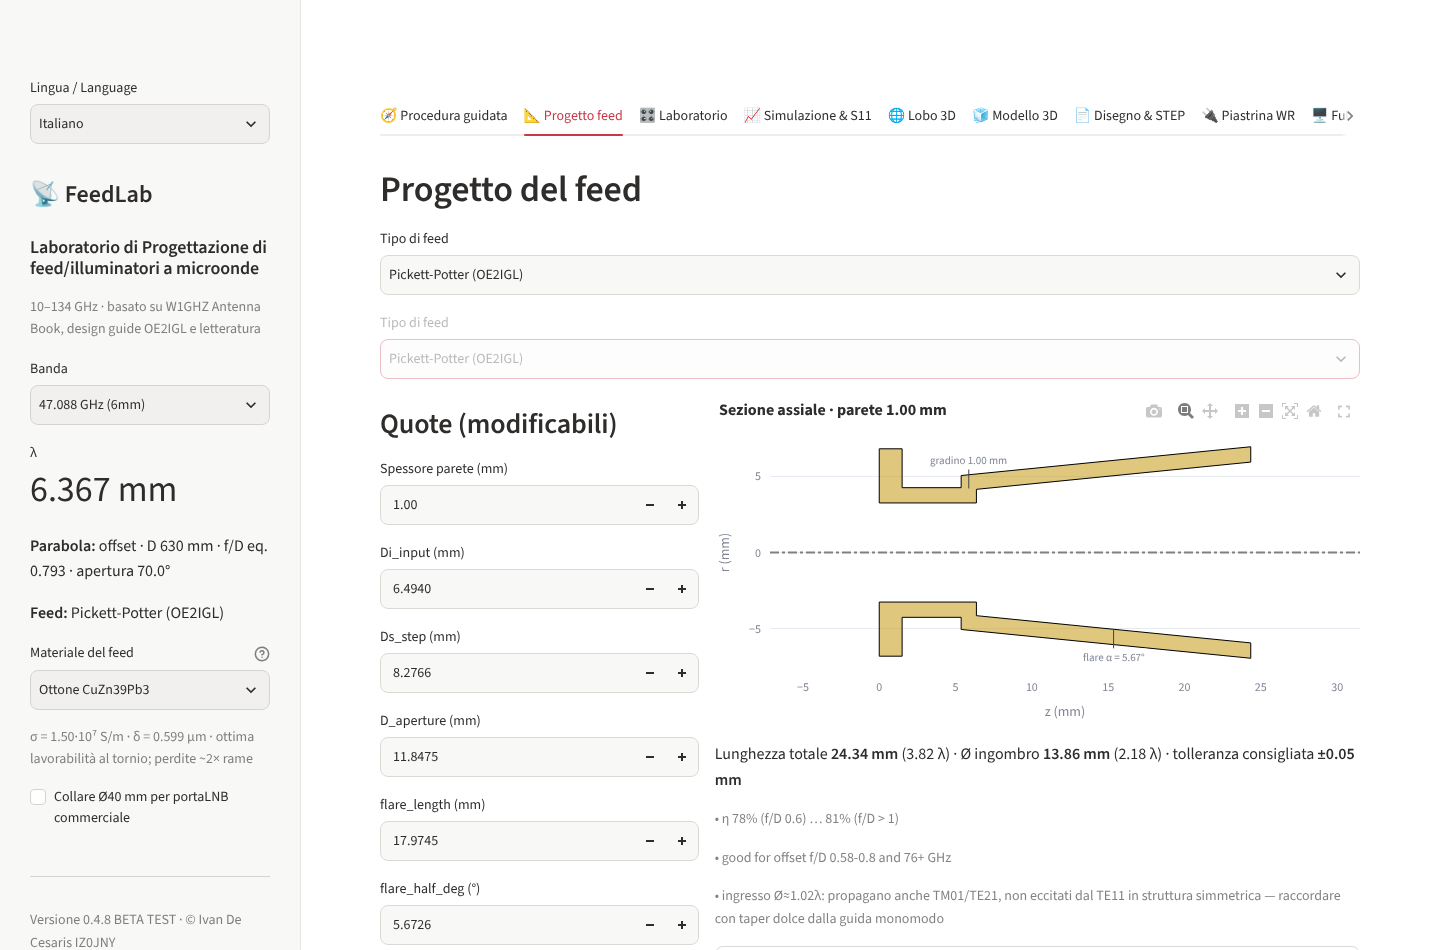 Lingua / Language
Italiano
FeedLab
Laboratorio di Progettazione di
feed/illuminatori a microonde
10–134 GHz · basato su W1GHZ Antenna
Book, design guide OE2IGL e letteratura
Banda
47.088 GHz (6mm)
λ
6.367 mm
Parabola: offset · D 630 mm · f/D eq.
0.793 · apertura 70.0°
Feed: Pickett-Potter (OE2IGL)
Materiale del feed
Ottone CuZn39Pb3
σ = 1.50·10⁷ S/m · δ = 0.599 µm · ottima
lavorabilità al tornio; perdite ~2× rame
Collare Ø40 mm per portaLNB
commerciale
Versione 0.4.8 BETA TEST · © Ivan De
Cesaris IZ0JNY
Procedura guidata
Progetto feed
Laboratorio
Simulazione & S11
Lobo 3D
Modello 3D
Disegno & STEP
Piastrina WR
Fu
Progetto del feed
Tipo di feed
Pickett-Potter (OE2IGL)
Tipo di feed
Pickett-Potter (OE2IGL)
Quote (modificabili)
Spessore parete (mm)
1.00
Di_input (mm)
6.4940
Ds_step (mm)
8.2766
D_aperture (mm)
11.8475
flare_length (mm)
17.9745
flare_half_deg (°)
5.6726
Sezione assiale · parete 1.00 mm
gradino 1.00 mm
5
0
−5
r (mm)
flare α = 5.67°
−5 0 5 10 15 20 25 30
z (mm)
Lunghezza totale 24.34 mm (3.82 λ) · Ø ingombro 13.86 mm (2.18 λ) · tolleranza consigliata ±0.05
mm
• η 78% (f/D 0.6) … 81% (f/D > 1)
• good for offset f/D 0.58-0.8 and 76+ GHz
• ingresso Ø≈1.02λ: propagano anche TM01/TE21, non eccitati dal TE11 in struttura simmetrica — raccordare
con taper dolce dalla guida monomodo